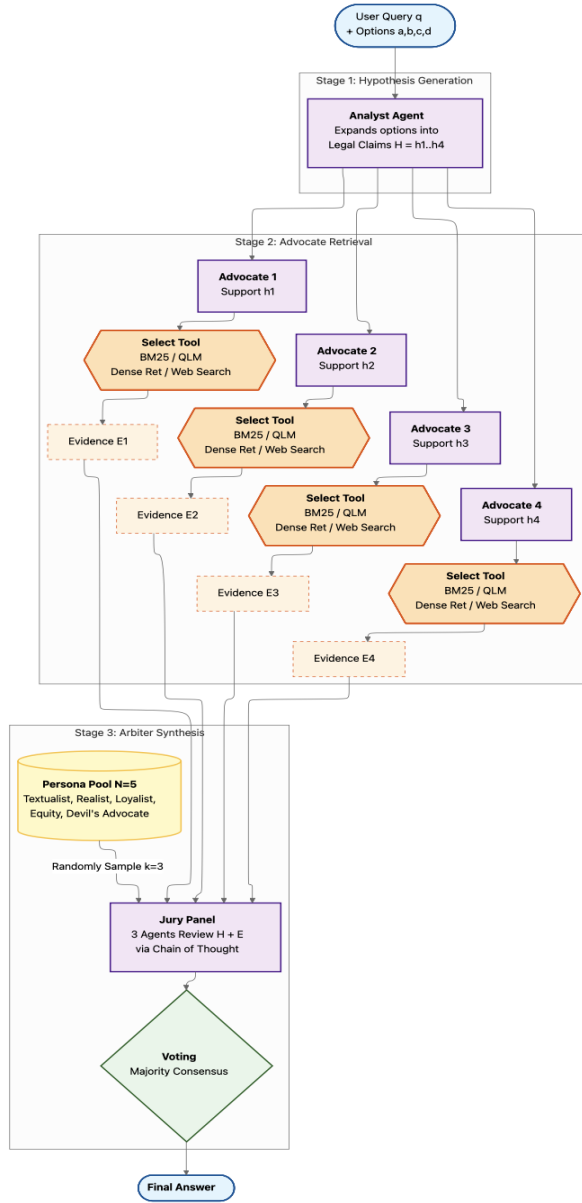 User Query q
+ Options a,b,c,d
Stage 1: Hypothesis Generation
Analyst Agent
Expands options into
Legal Claims H = h1..h4
Stage 2: Advocate Retrieval
Advocate 1
Support h1
Select Tool
BM25 / QLM
Dense Ret / Web Search
Evidence E1
Advocate 2
Support h2
Select Tool
BM25 / QLM
Dense Ret / Web Search
Evidence E2
Advocate 3
Support h3
Select Tool
BM25 / QLM
Dense Ret / Web Search
Evidence E3
Advocate 4
Support h4
Select Tool
BM25 / QLM
Dense Ret / Web Search
Evidence E4
Stage 3: Arbiter Synthesis
Persona Pool N=5
Textualist, Realist, Loyalist,
Equity, Devil's Advocate
Randomly Sample k=3
Jury Panel
3 Agents Review H + E
via Chain of Thought
Voting
Majority Consensus
Final Answer